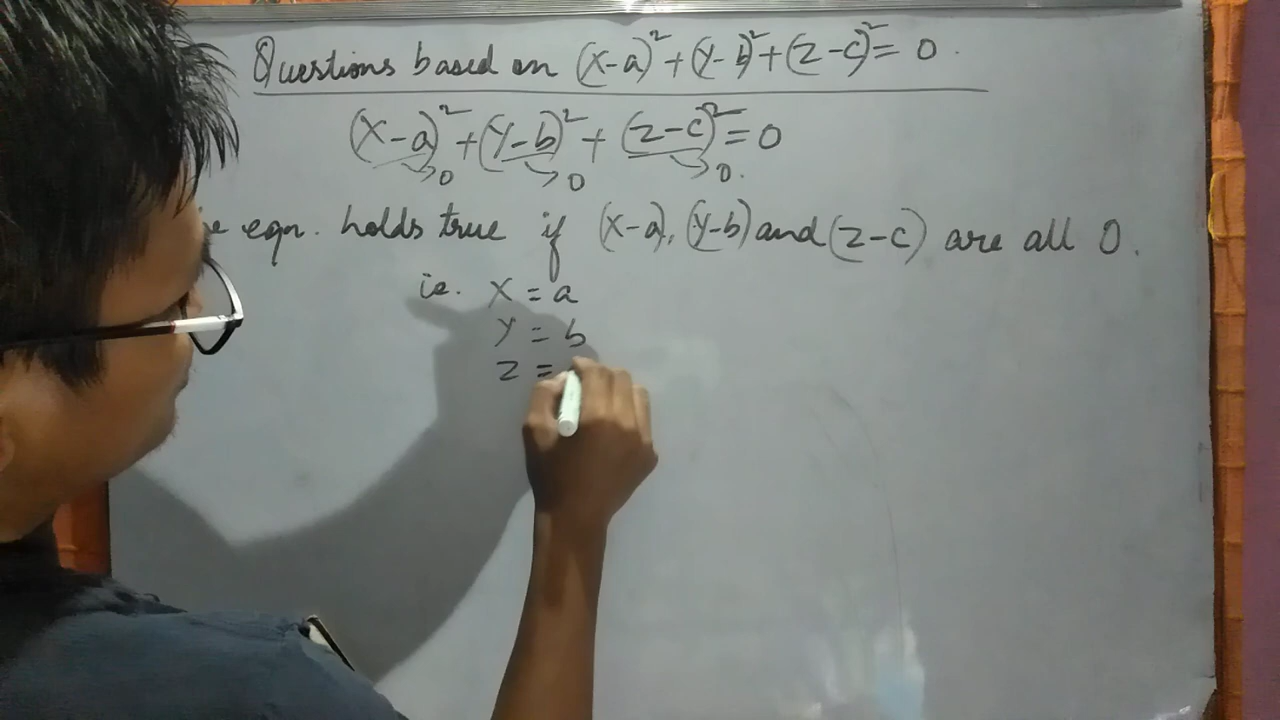 Questions based on (x-a)²+(y-b)²+(z-c)²=0.
(x-a)²+(y-b)²+(z-c)²=0
→0 →0 →0.
eqn. holds true if (x-a), (y-b) and (z-c) are all 0.
i.e. x = a
y = b
z =